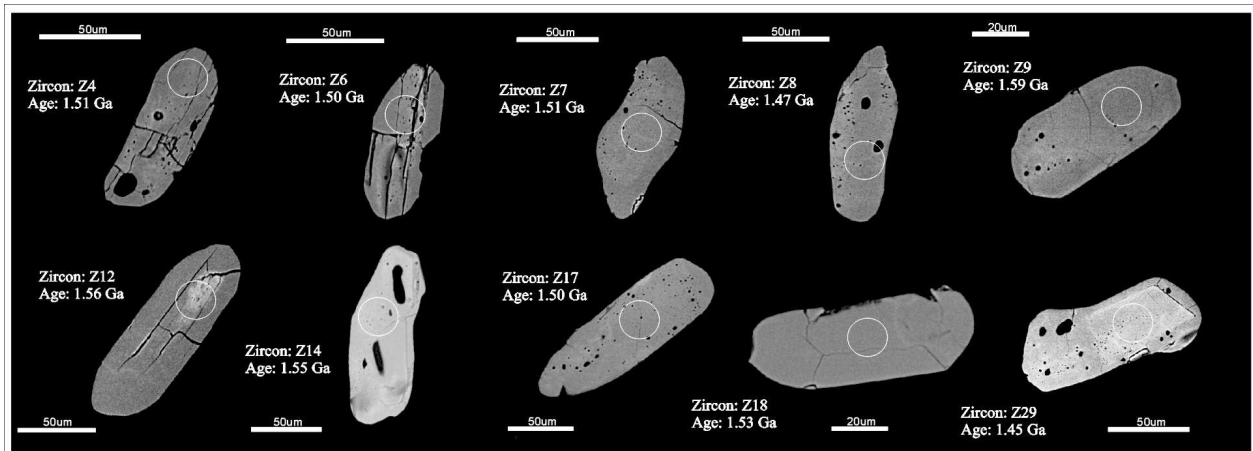 50um
Zircon: Z4
Age: 1.51 Ga
50um
Zircon: Z6
Age: 1.50 Ga
50um
Zircon: Z7
Age: 1.51 Ga
50um
Zircon: Z8
Age: 1.47 Ga
20um
Zircon: Z9
Age: 1.59 Ga
Zircon: Z12
Age: 1.56 Ga
50um
Zircon: Z14
Age: 1.55 Ga
50um
Zircon: Z17
Age: 1.50 Ga
50um
Zircon: Z18
Age: 1.53 Ga
20um
Zircon: Z29
Age: 1.45 Ga
50um